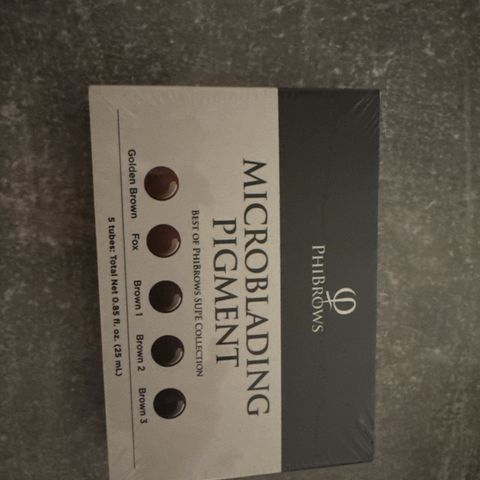 φ
PHIBROWS
MICROBLADING
PIGMENT
BEST OF PHIBROWS SUPE COLLECTION
Golden Brown Fox Brown 1 Brown 2 Brown 3
5 tubes: Total Net 0.85 fl. oz. (25 ml.)